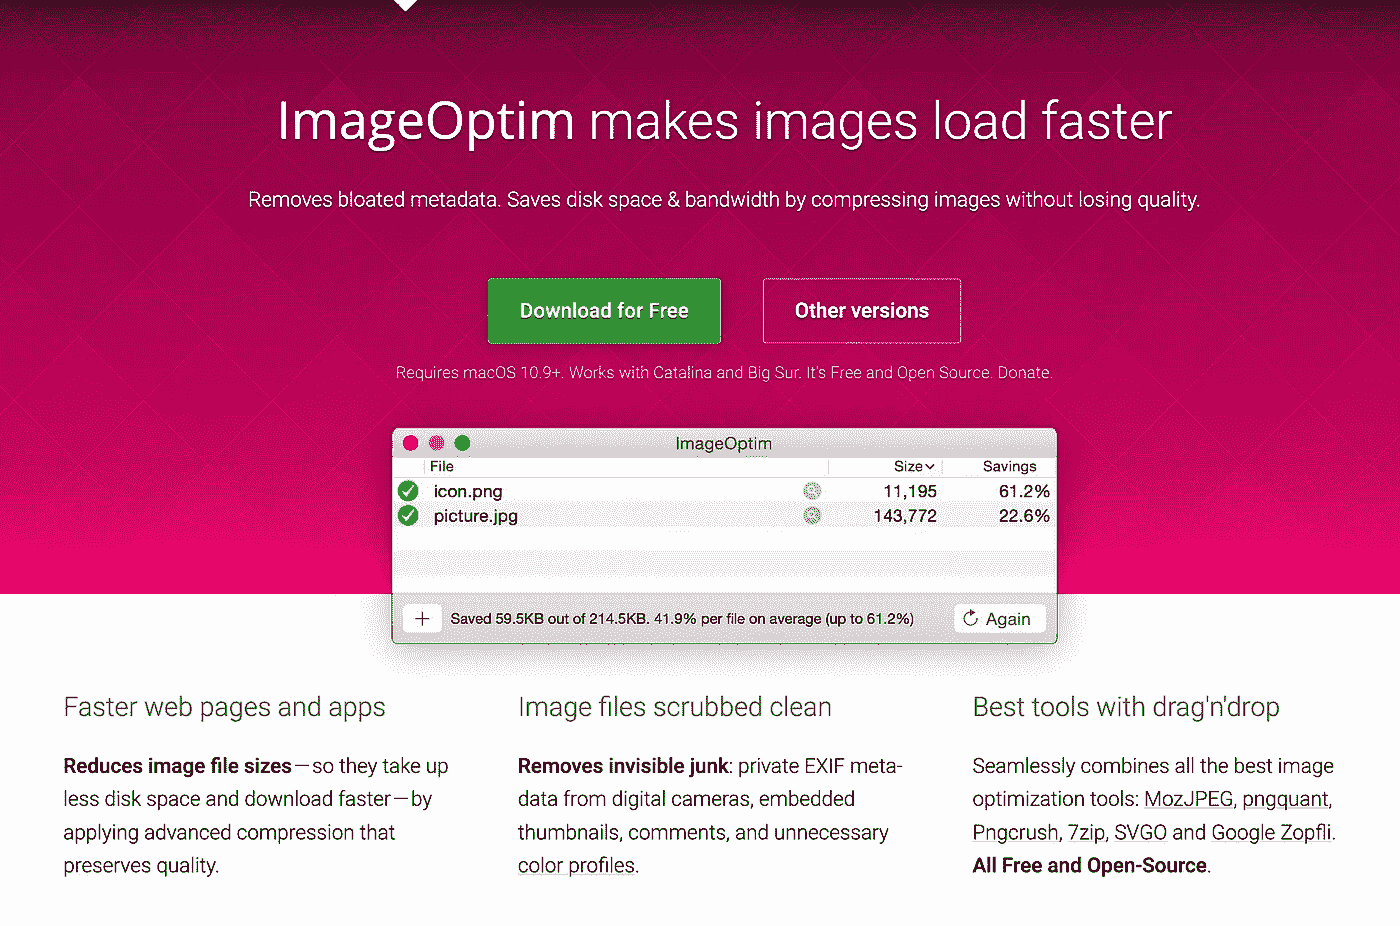 ImageOptim makes images load faster
Removes bloated metadata. Saves disk space & bandwidth by compressing images without losing quality.
Download for Free
Other versions
Requires macOS 10.9+. Works with Catalina and Big Sur. It's Free and Open Source. Donate.
ImageOptim
File Size Savings
icon.png 11,195 61.2%
picture.jpg 143,772 22.6%
+ Saved 59.5KB out of 214.5KB. 41.9% per file on average (up to 61.2%) Again
Faster web pages and apps
Reduces image file sizes—so they take up
less disk space and download faster—by
applying advanced compression that
preserves quality.
Image files scrubbed clean
Removes invisible junk: private EXIF meta-
data from digital cameras, embedded
thumbnails, comments, and unnecessary
color profiles.
Best tools with drag'n'drop
Seamlessly combines all the best image
optimization tools: MozJPEG, pngquant,
Pngcrush, 7zip, SVGO and Google Zopfli.
All Free and Open-Source.